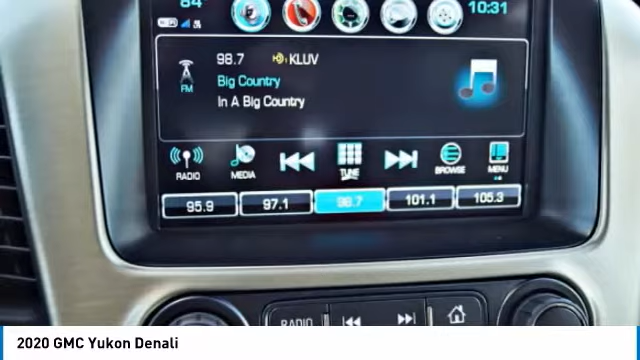 84°
10:31
98.7 KLUV
FM
Big Country
In A Big Country
RADIO MEDIA TUNE BROWSE MENU
95.9 97.1 98.7 101.1 105.3
RADIO
2020 GMC Yukon Denali